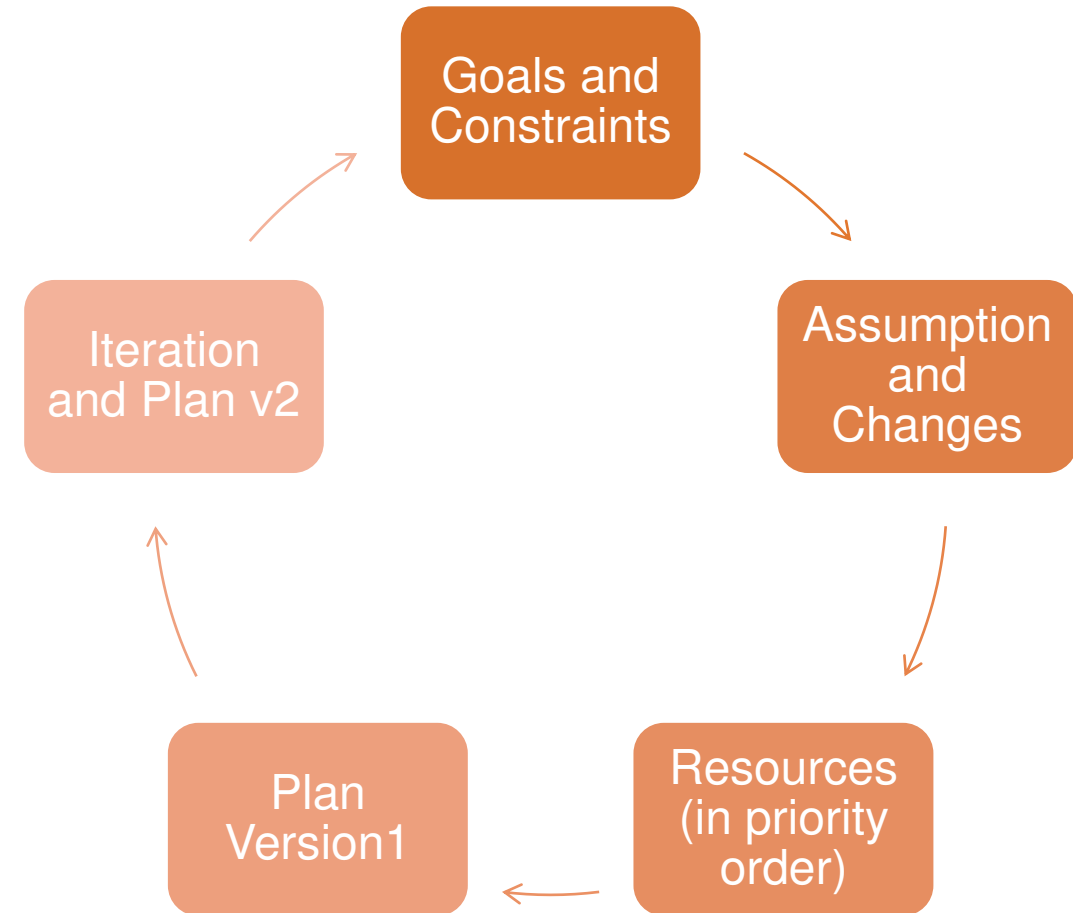 Goals and
Constraints
Assumption
and
Changes
Resources
(in priority
order)
Plan
Version1
Iteration
and Plan v2